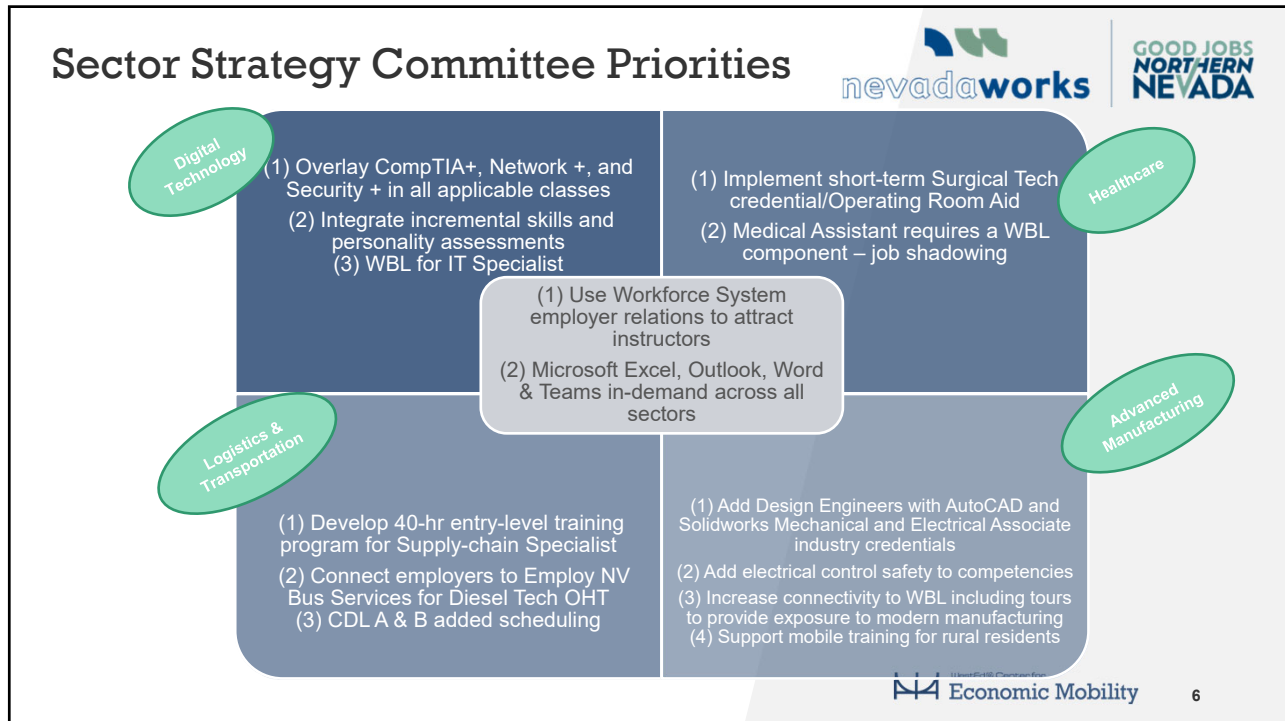 Sector Strategy Committee Priorities
nevadaworks
GOOD JOBS
NORTHERN
NEVADA
Digital
Technology
(1) Overlay CompTIA+, Network +, and
Security + in all applicable classes
(2) Integrate incremental skills and
personality assessments
(3) WBL for IT Specialist
Healthcare
(1) Implement short-term Surgical Tech
credential/Operating Room Aid
(2) Medical Assistant requires a WBL
component – job shadowing
(1) Use Workforce System
employer relations to attract
instructors
(2) Microsoft Excel, Outlook, Word
& Teams in-demand across all
sectors
Logistics &
Transportation
(1) Develop 40-hr entry-level training
program for Supply-chain Specialist
(2) Connect employers to Employ NV
Bus Services for Diesel Tech OHT
(3) CDL A & B added scheduling
Advanced
Manufacturing
(1) Add Design Engineers with AutoCAD and
Solidworks Mechanical and Electrical Associate
industry credentials
(2) Add electrical control safety to competencies
(3) Increase connectivity to WBL including tours
to provide exposure to modern manufacturing
(4) Support mobile training for rural residents
WestEd's Center for
Economic Mobility
6